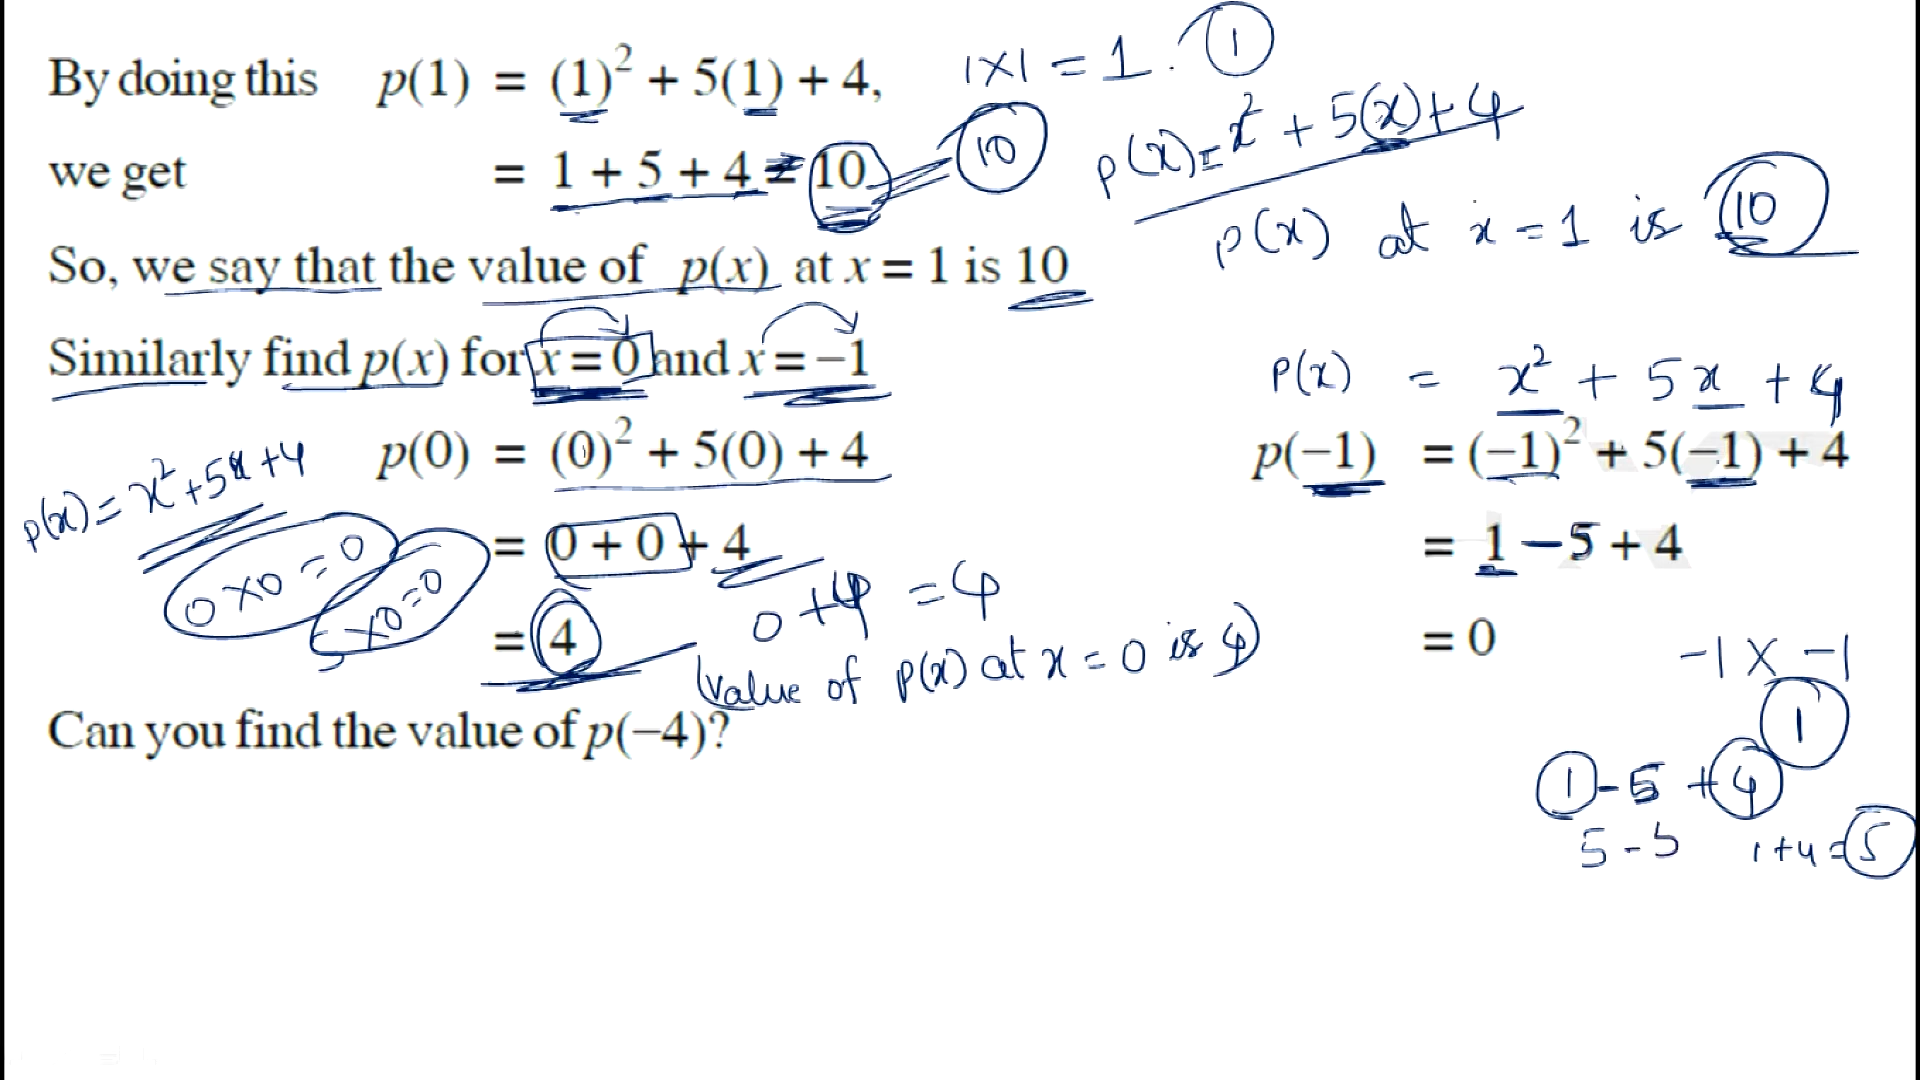 By doing this p(1) = (1)² + 5(1) + 4,
1×1 = 1. 1
we get = 1 + 5 + 4 = 10
10
p(x) = x² + 5(x) + 4
p(x) at x = 1 is 10
So, we say that the value of p(x) at x = 1 is 10
Similarly find p(x) for x = 0 and x = −1
p(x) = x² + 5x + 4
p(x) = x² + 5x + 4
p(0) = (0)² + 5(0) + 4
= 0 + 0 + 4
= 4
0 × 0 = 0
5 × 0 = 0
0 + 4 = 4
(value of p(x) at x = 0 is 4)
p(−1) = (−1)² + 5(−1) + 4
= 1 − 5 + 4
= 0
−1 × −1
1
1 − 5 + 4
5 − 5 1 + 4 = 5
Can you find the value of p(−4)?